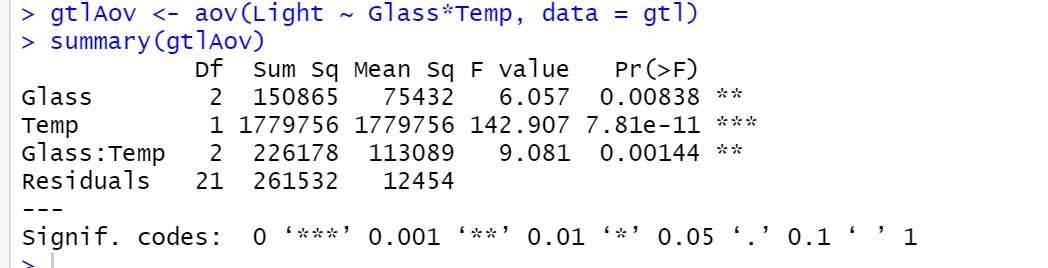 > gtlAov <- aov(Light ~ Glass*Temp, data = gtl)
> summary(gtlAov)
            Df  Sum Sq Mean Sq F value   Pr(>F)
Glass        2  150865   75432   6.057  0.00838 **
Temp         1 1779756 1779756 142.907 7.81e-11 ***
Glass:Temp   2  226178  113089   9.081  0.00144 **
Residuals   21  261532   12454
---
Signif. codes:  0 ‘***’ 0.001 ‘**’ 0.01 ‘*’ 0.05 ‘.’ 0.1 ‘ ’ 1
>